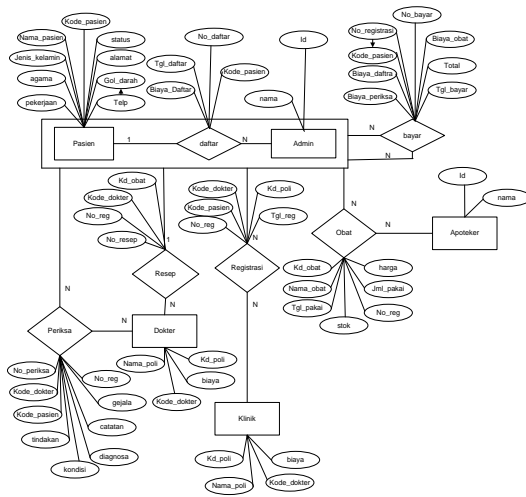 Kode_pasien
Nama_pasien
status
Jenis_kelamin
alamat
agama
Gol_darah
pekerjaan
Telp
No_daftar
Tgl_daftar
Kode_pasien
Biaya_Daftar
Id
nama
No_bayar
No_registrasi
Biaya_obat
Kode_pasien
Total
Biaya_daftra
Tgl_bayar
Biaya_periksa
Pasien
1
daftar
N
Admin
N
N
bayar
Kd_obat
Kode_dokter
No_reg
No_resep
1
Resep
N
Kode_dokter
Kd_poli
Kode_pasien
Tgl_reg
No_reg
N
Registrasi
N
N
Obat
N
Id
nama
Apoteker
Kd_obat
harga
Nama_obat
Jml_pakai
Tgl_pakai
No_reg
stok
N
Periksa
N
Dokter
Nama_poli
Kd_poli
biaya
Kode_dokter
No_periksa
No_reg
Kode_dokter
gejala
Kode_pasien
catatan
tindakan
diagnosa
kondisi
Klinik
Kd_poli
biaya
Nama_poli
Kode_dokter